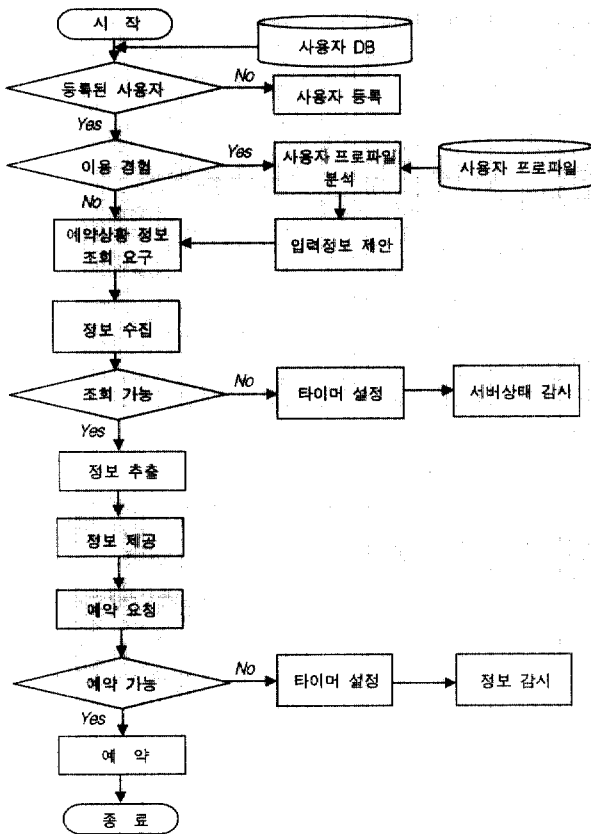 시 작
사용자 DB
등록된 사용자
No
사용자 등록
Yes
이용 경험
Yes
사용자 프로파일
분석
사용자 프로파일
No
예약상황 정보
조회 요구
입력정보 제안
정보 수집
조회 가능
No
타이머 설정
서버상태 감시
Yes
정보 추출
정보 제공
예약 요청
예약 가능
No
타이머 설정
정보 감시
Yes
예 약
종 료